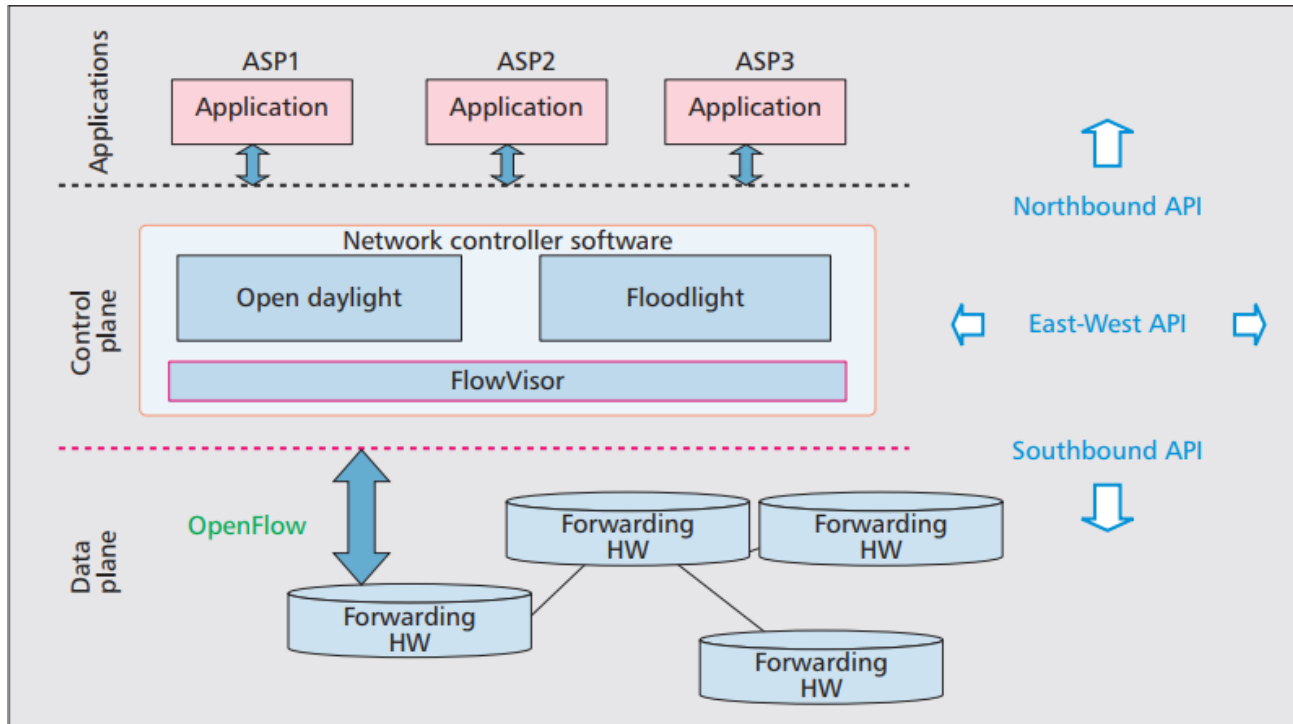 Applications
ASP1
ASP2
ASP3
Application
Application
Application
Northbound API
Control
plane
Network controller software
Open daylight
Floodlight
FlowVisor
East-West API
Southbound API
Data
plane
OpenFlow
Forwarding
HW
Forwarding
HW
Forwarding
HW
Forwarding
HW